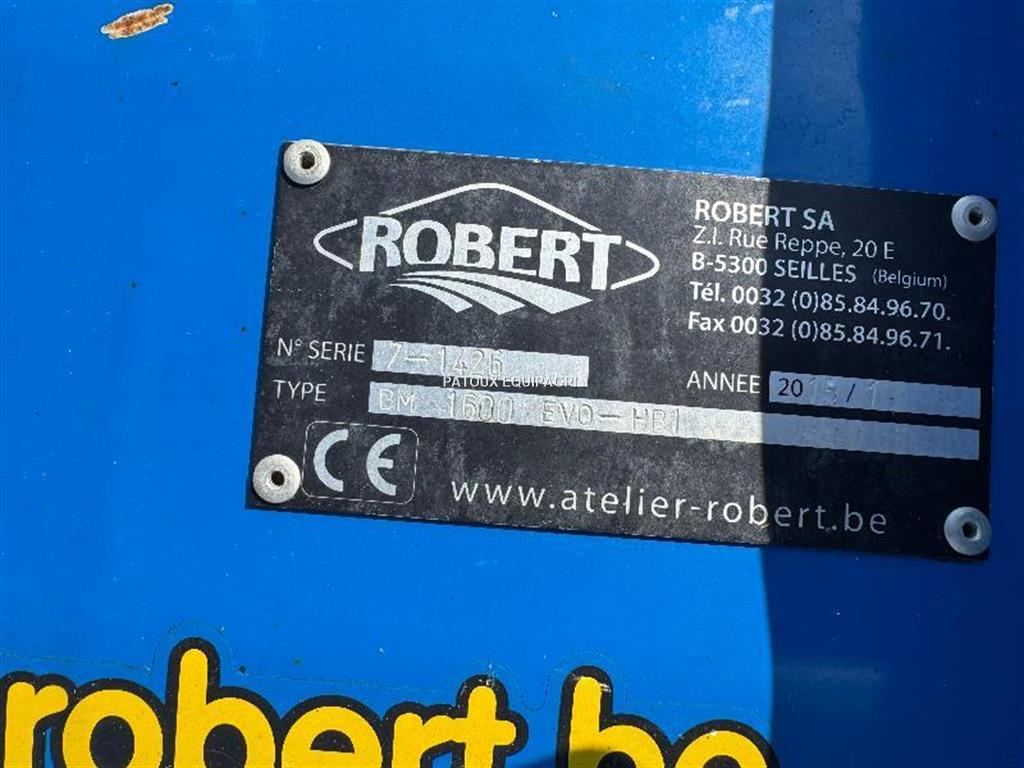 ROBERT
ROBERT SA
Z.I. Rue Reppe, 20 E
B-5300 SEILLES (Belgium)
Tél. 0032 (0)85.84.96.70.
Fax 0032 (0)85.84.96.71.
N° SERIE 7-1426
ANNEE 2015/1
PATOUX EQUIPAGRI
TYPE BM 1600 EVO-HB1
CE
www.atelier-robert.be
robert.be